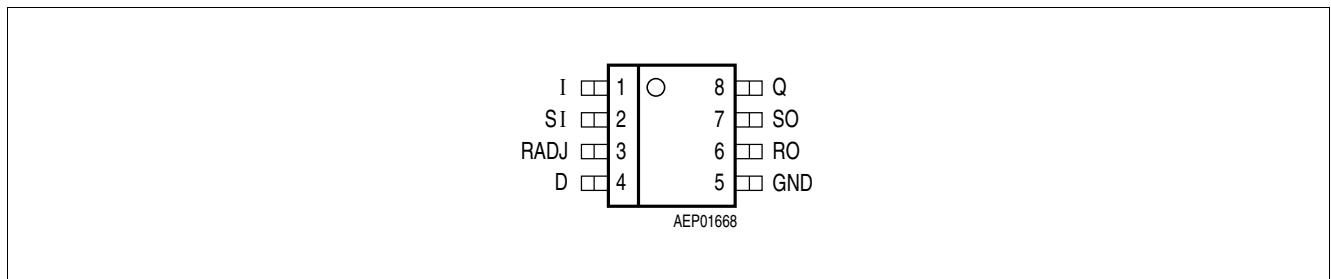 I 1 8 Q
SI 2 7 SO
RADJ 3 6 RO
D 4 5 GND
AEP01668